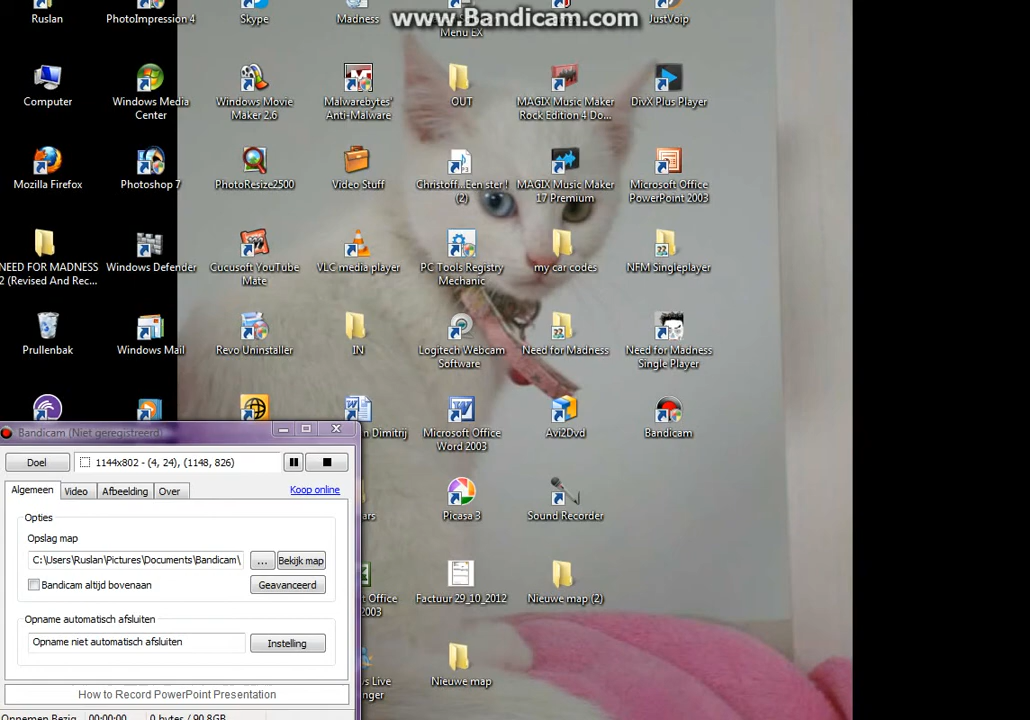 www.Bandicam.com
Ruslan
PhotoImpression 4
Skype
Madness
Menu EX
JustVoip
Computer
Windows Media
Center
Windows Movie
Maker 2.6
Malwarebytes'
Anti-Malware
OUT
MAGIX Music Maker
Rock Edition 4 Do...
DivX Plus Player
Mozilla Firefox
Photoshop 7
PhotoResize2500
Video Stuff
Christoff...Een ster !
(2)
MAGIX Music Maker
17 Premium
Microsoft Office
PowerPoint 2003
NEED FOR MADNESS
2 (Revised And Rec...
Windows Defender
Cucusoft YouTube
Mate
VLC media player
PC Tools Registry
Mechanic
my car codes
NFM Singleplayer
Prullenbak
Windows Mail
Revo Uninstaller
IN
Logitech Webcam
Software
Need for Madness
Need for Madness
Single Player
Dimitrij
Microsoft Office
Word 2003
Avi2Dvd
Bandicam
Bandicam (Niet geregistreerd)
Doel
1144x802 - (4, 24), (1148, 826)
Algemeen
Video
Afbeelding
Over
Koop online
Opties
Opslag map
C:\Users\Ruslan\Pictures\Documents\Bandicam\
...
Bekijk map
Bandicam altijd bovenaan
Geavanceerd
Opname automatisch afsluiten
Opname niet automatisch afsluiten
Instelling
How to Record PowerPoint Presentation
Opnemen Bezig
00:00:00
0 bytes / 90.8GB
Picasa 3
Sound Recorder
Office
2003
Factuur 29_10_2012
Nieuwe map (2)
Live
Nieuwe map